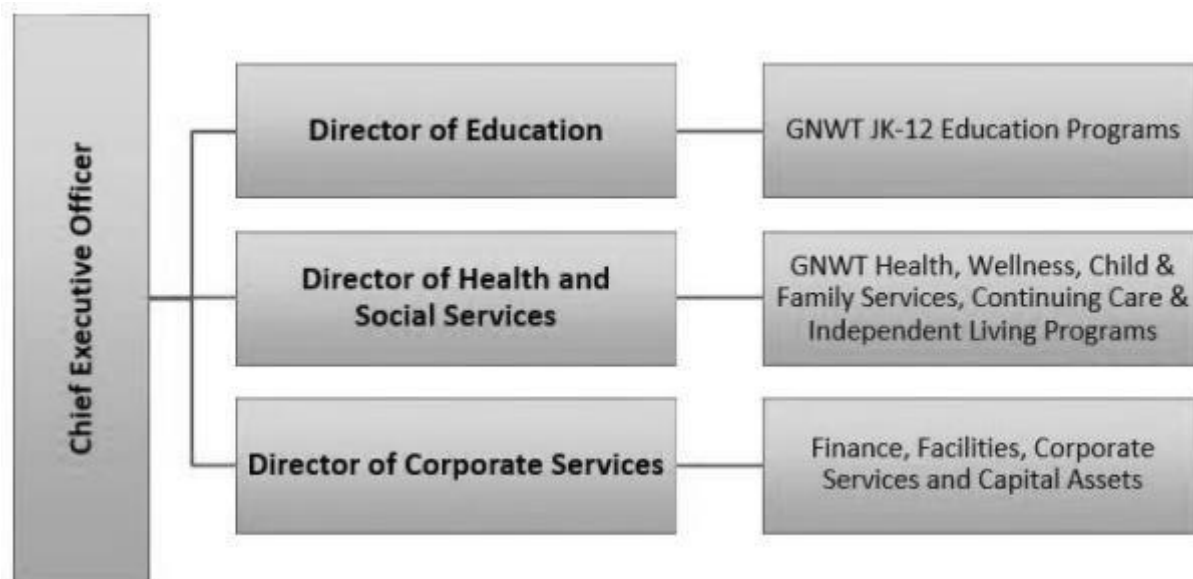 Chief Executive Officer
Director of Education
GNWT JK-12 Education Programs
Director of Health and
Social Services
GNWT Health, Wellness, Child &
Family Services, Continuing Care &
Independent Living Programs
Director of Corporate Services
Finance, Facilities, Corporate
Services and Capital Assets